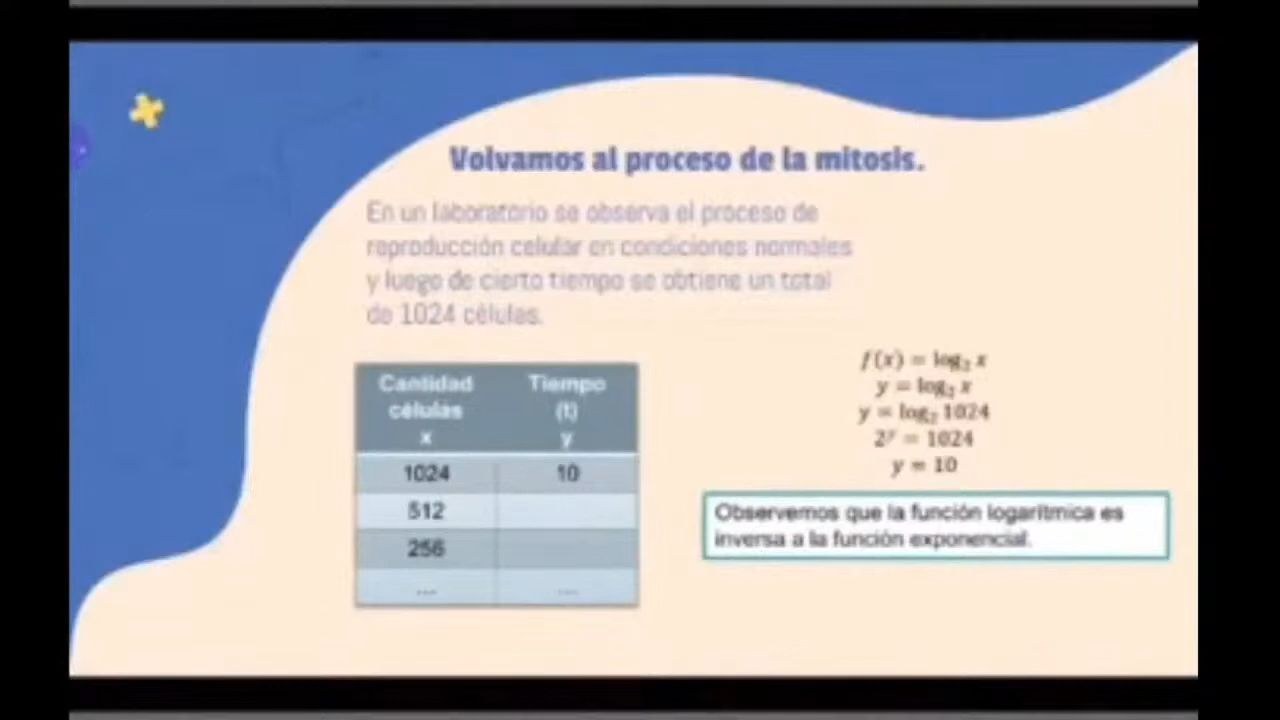 Volvamos al proceso de la mitosis.
En un laboratorio se observa el proceso de
reproducción celular en condiciones normales
y luego de cierto tiempo se obtiene un total
de 1024 células.
Cantidad células x Tiempo (t) y
1024 10
512
256
... ...
f(x) = log₂ x
y = log₂ x
y = log₂ 1024
2ʸ = 1024
y = 10
Observemos que la función logarítmica es
inversa a la función exponencial.